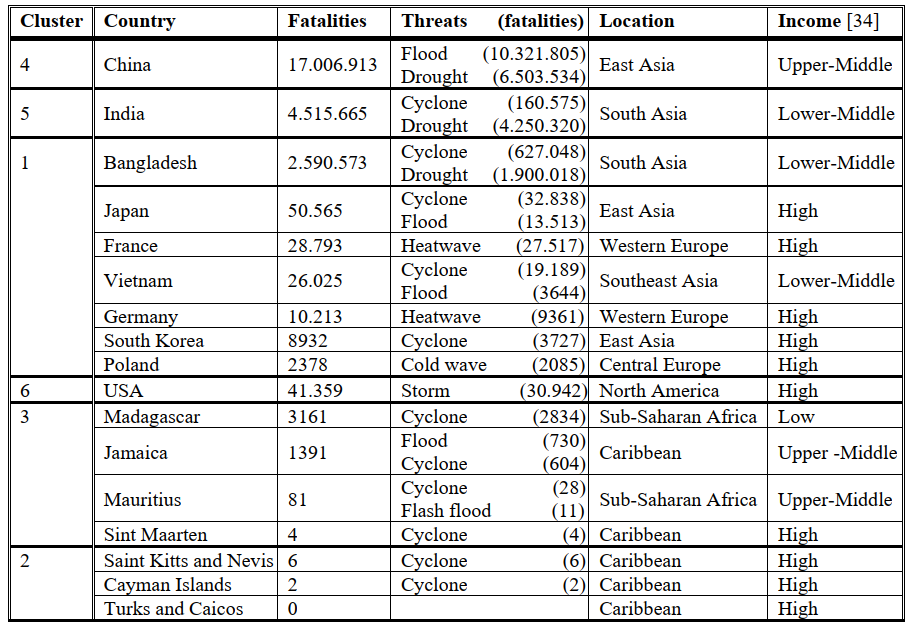 Cluster Country Fatalities Threats (fatalities) Location Income [34]
4 China 17.006.913 Flood (10.321.805) East Asia Upper-Middle
Drought (6.503.534)
5 India 4.515.665 Cyclone (160.575) South Asia Lower-Middle
Drought (4.250.320)
1 Bangladesh 2.590.573 Cyclone (627.048) South Asia Lower-Middle
Drought (1.900.018)
Japan 50.565 Cyclone (32.838) East Asia High
Flood (13.513)
France 28.793 Heatwave (27.517) Western Europe High
Vietnam 26.025 Cyclone (19.189) Southeast Asia Lower-Middle
Flood (3644)
Germany 10.213 Heatwave (9361) Western Europe High
South Korea 8932 Cyclone (3727) East Asia High
Poland 2378 Cold wave (2085) Central Europe High
6 USA 41.359 Storm (30.942) North America High
3 Madagascar 3161 Cyclone (2834) Sub-Saharan Africa Low
Jamaica 1391 Flood (730) Caribbean Upper -Middle
Cyclone (604)
Mauritius 81 Cyclone (28) Sub-Saharan Africa Upper-Middle
Flash flood (11)
Sint Maarten 4 Cyclone (4) Caribbean High
2 Saint Kitts and Nevis 6 Cyclone (6) Caribbean High
Cayman Islands 2 Cyclone (2) Caribbean High
Turks and Caicos 0 Caribbean High